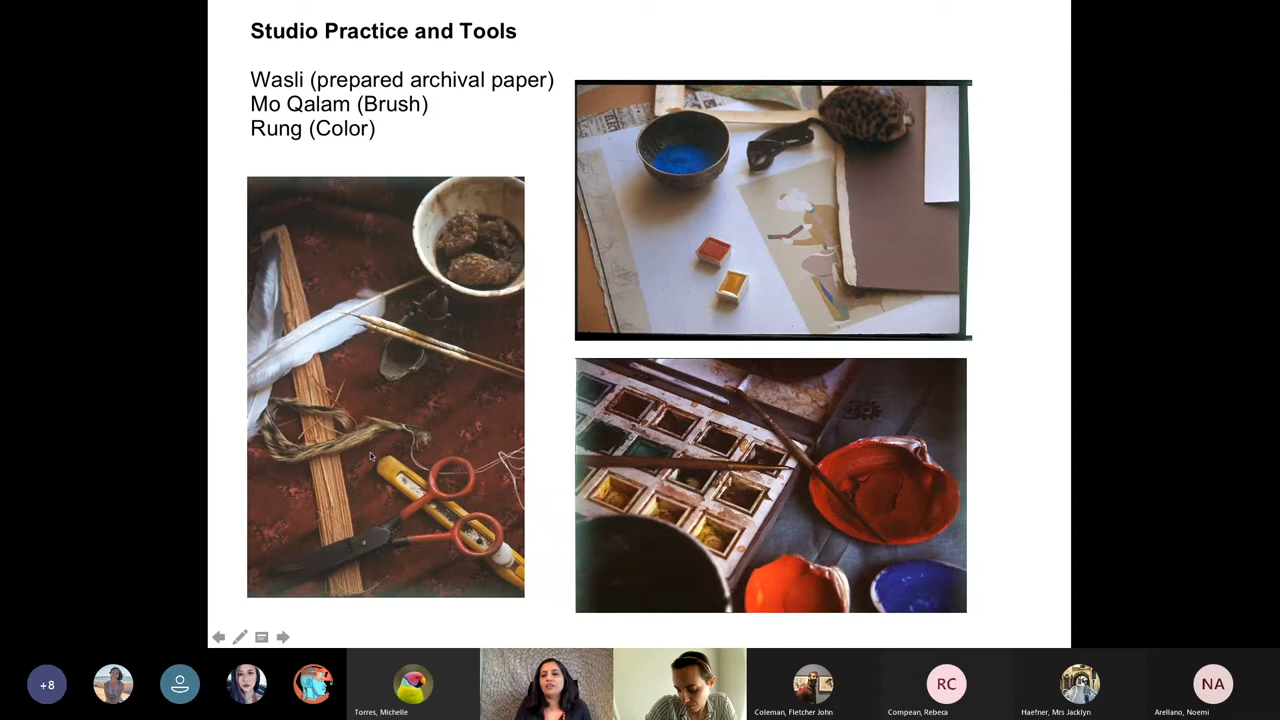 Studio Practice and Tools
Wasli (prepared archival paper)
Mo Qalam (Brush)
Rung (Color)
+8
Torres, Michelle
Coleman, Fletcher John
RC
Compean, Rebeca
Haefner, Mrs Jacklyn
NA
Arellano, Noemi